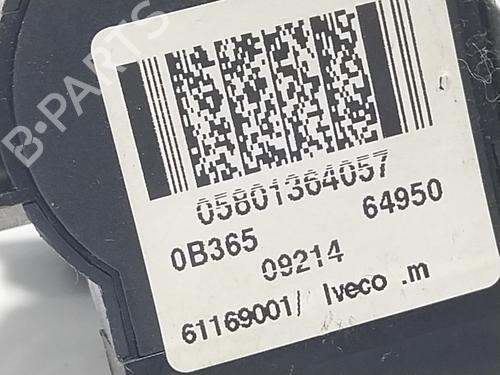 B-PARTS
05801364057
0B365 64950
09214
61169001/ Iveco .m